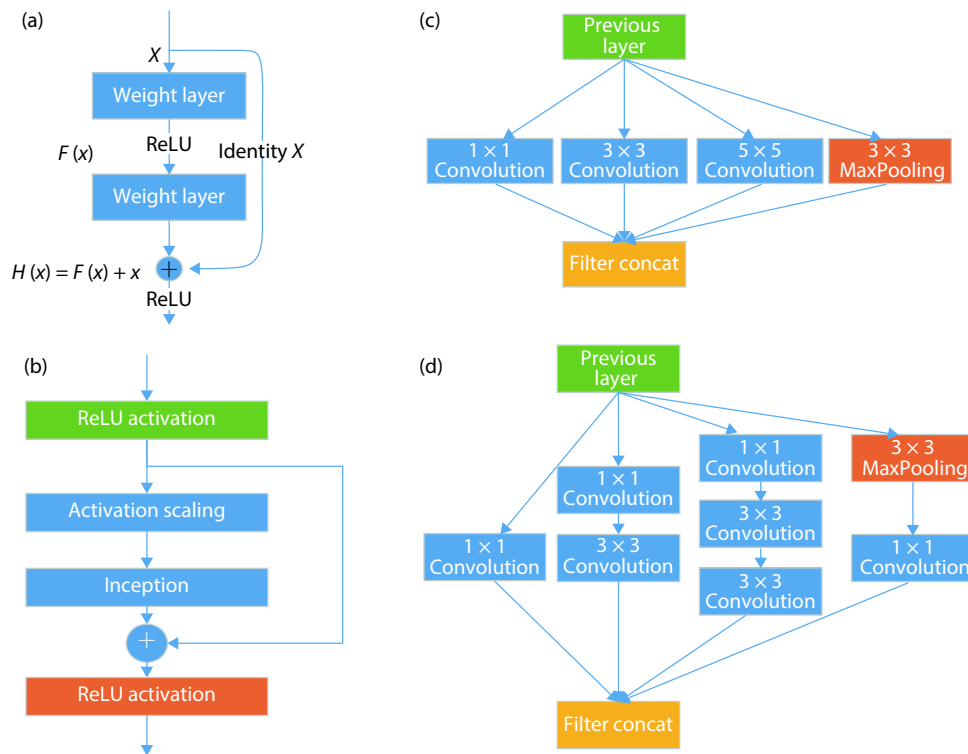 (a)
X
Weight layer
ReLU
F (x)
Identity X
Weight layer
H (x) = F (x) + x
ReLU
(b)
ReLU activation
Activation scaling
Inception
ReLU activation
(c)
Previous
layer
1 × 1
Convolution
3 × 3
Convolution
5 × 5
Convolution
3 × 3
MaxPooling
Filter concat
(d)
Previous
layer
1 × 1
Convolution
1 × 1
Convolution
3 × 3
Convolution
1 × 1
Convolution
3 × 3
Convolution
3 × 3
Convolution
3 × 3
MaxPooling
1 × 1
Convolution
Filter concat